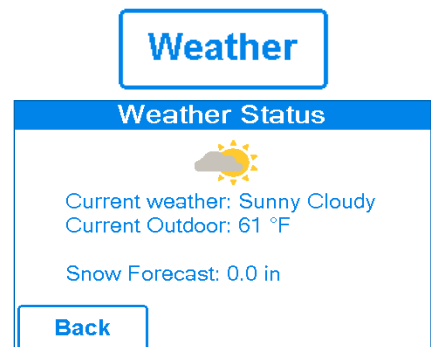 Weather
Weather Status
Current weather: Sunny Cloudy
Current Outdoor: 61 °F
Snow Forecast: 0.0 in
Back